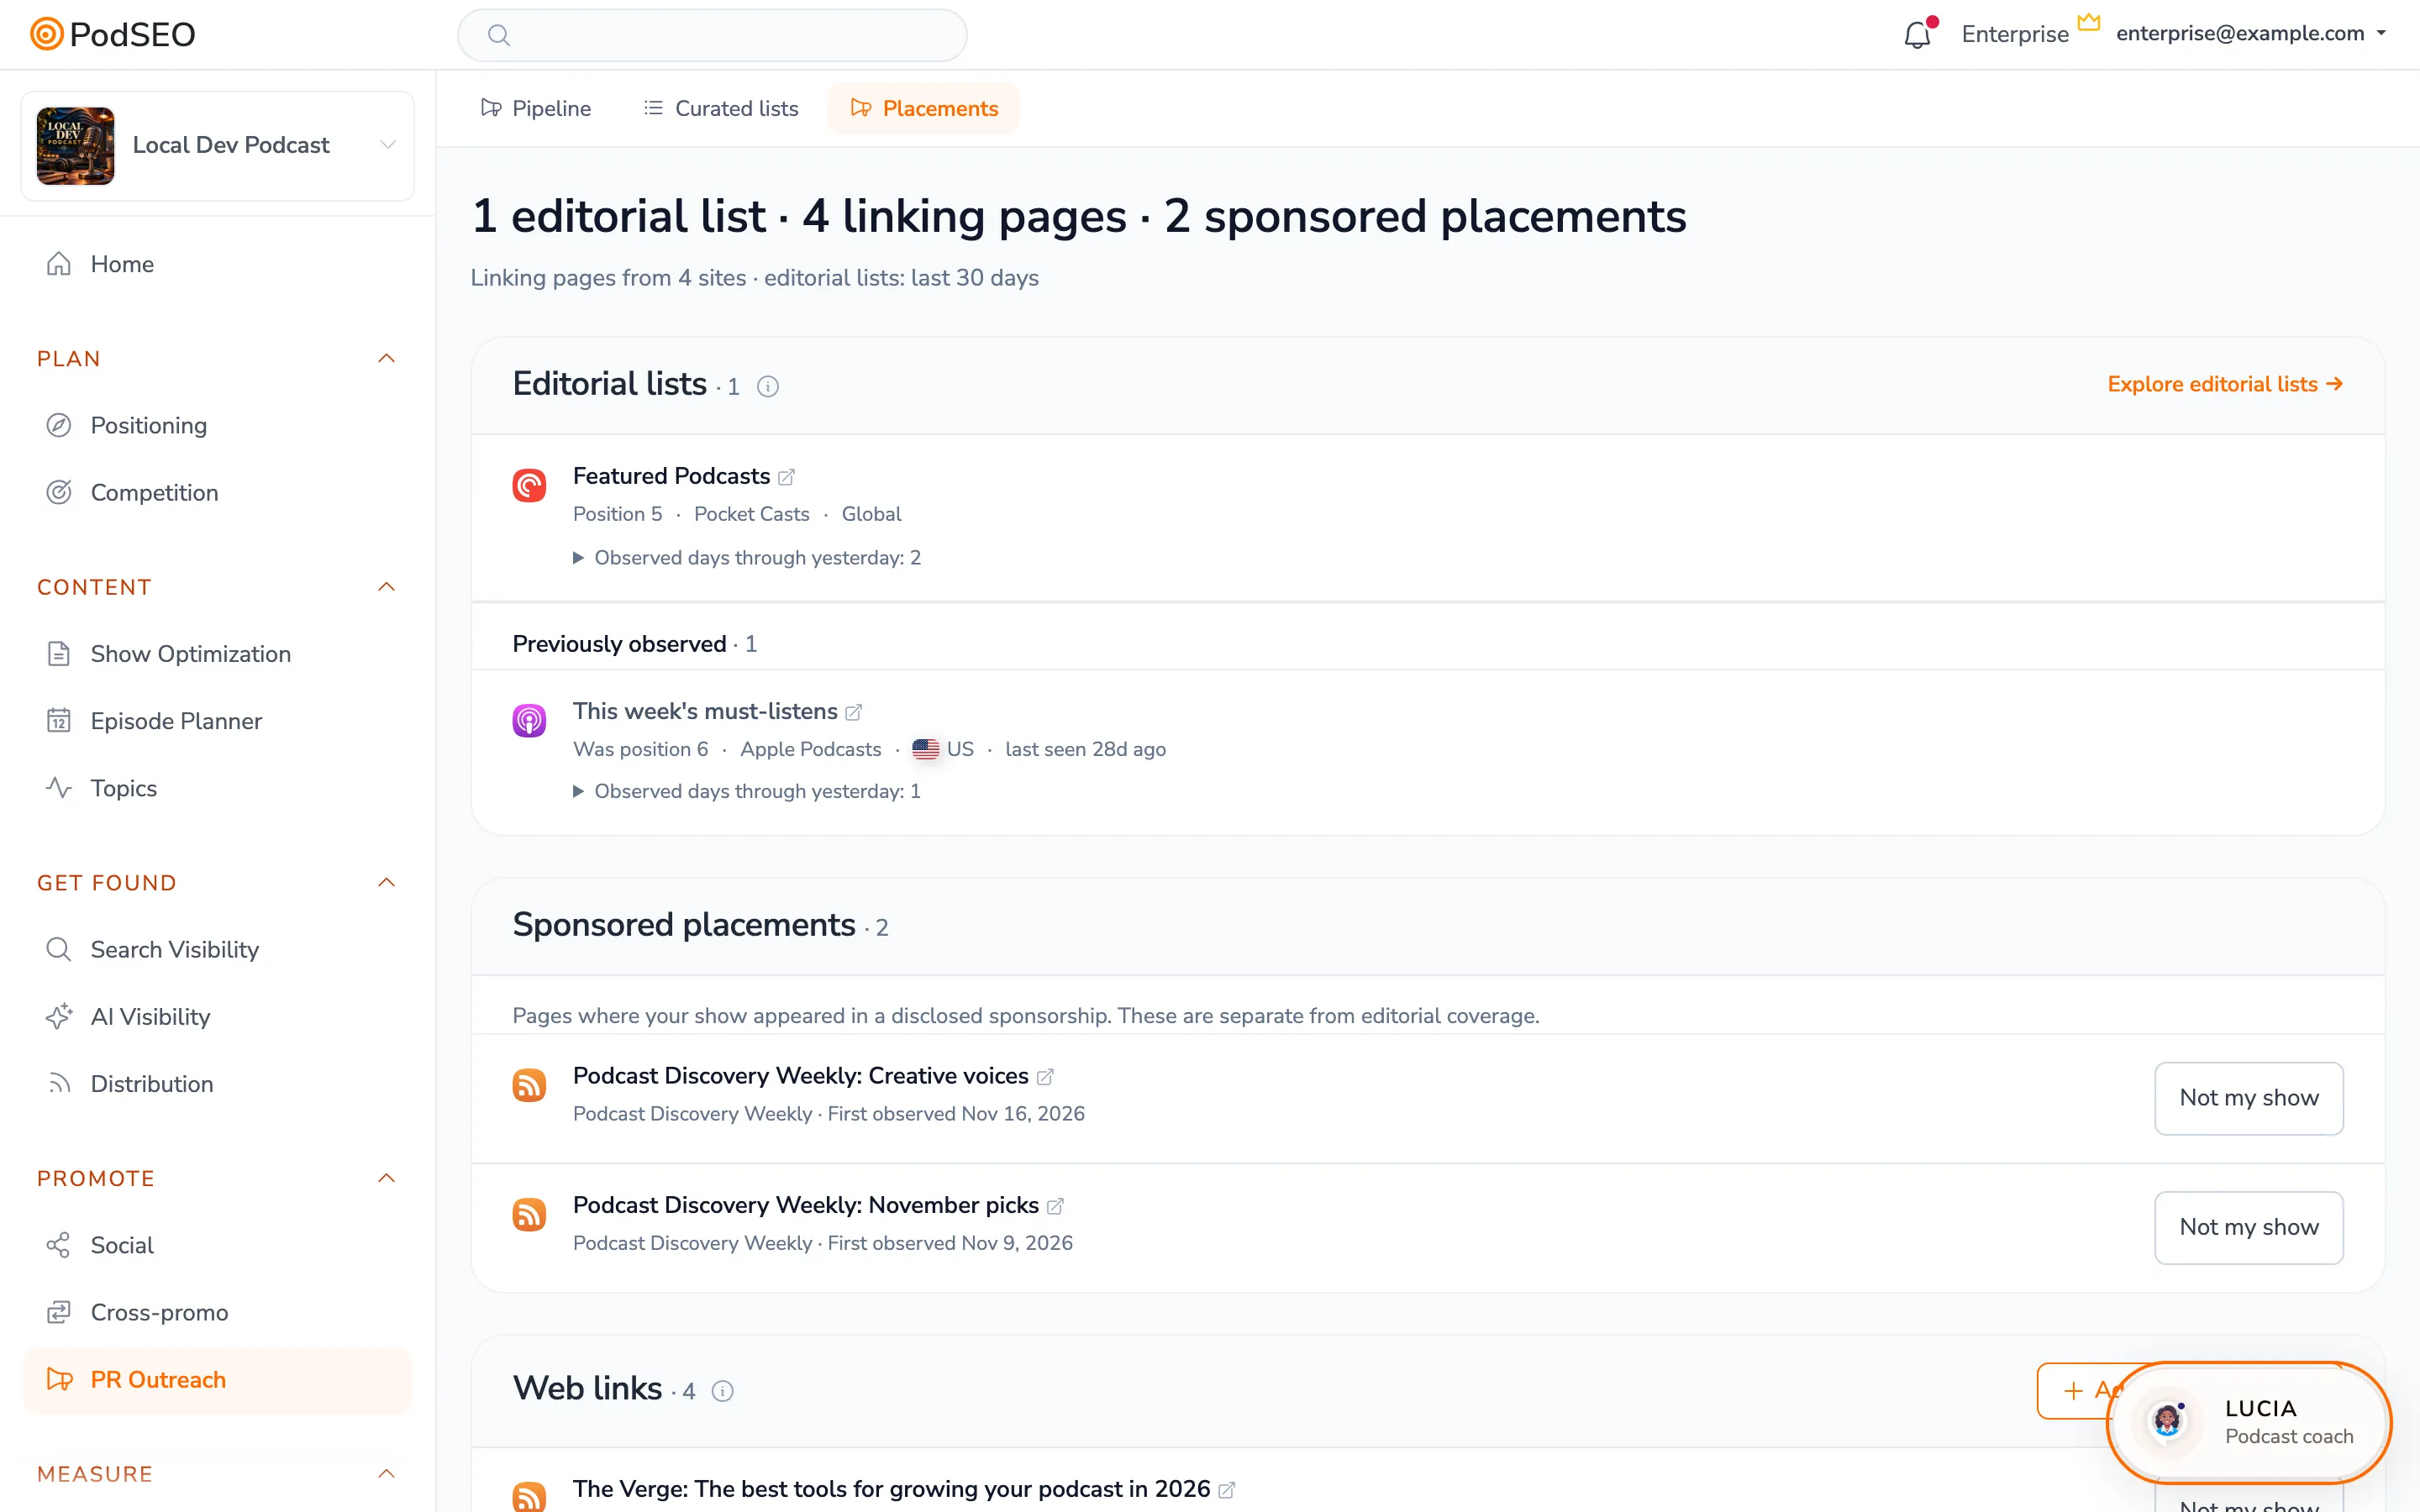 PodSEO
Enterprise
enterprise@example.com
LOCAL DEV PODCAST
Local Dev Podcast
Home
PLAN
Positioning
Competition
CONTENT
Show Optimization
12
Episode Planner
Topics
GET FOUND
Search Visibility
AI Visibility
Distribution
PROMOTE
Social
Cross-promo
PR Outreach
MEASURE
Pipeline
Curated lists
Placements
1 editorial list · 4 linking pages · 2 sponsored placements
Linking pages from 4 sites · editorial lists: last 30 days
Editorial lists · 1
Explore editorial lists →
Featured Podcasts
Position 5 · Pocket Casts · Global
Observed days through yesterday: 2
Previously observed · 1
This week's must-listens
Was position 6 · Apple Podcasts · US · last seen 28d ago
Observed days through yesterday: 1
Sponsored placements · 2
Pages where your show appeared in a disclosed sponsorship. These are separate from editorial coverage.
Podcast Discovery Weekly: Creative voices
Podcast Discovery Weekly · First observed Nov 16, 2026
Not my show
Podcast Discovery Weekly: November picks
Podcast Discovery Weekly · First observed Nov 9, 2026
Not my show
Web links · 4
The Verge: The best tools for growing your podcast in 2026
Not my show
LUCIA
Podcast coach